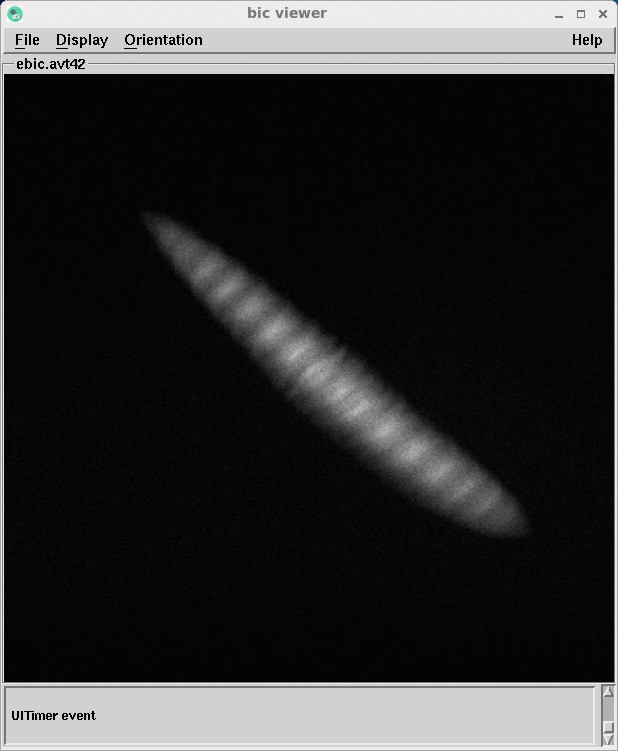 bic viewer
File Display Orientation Help
ebic.avt42
UITimer event